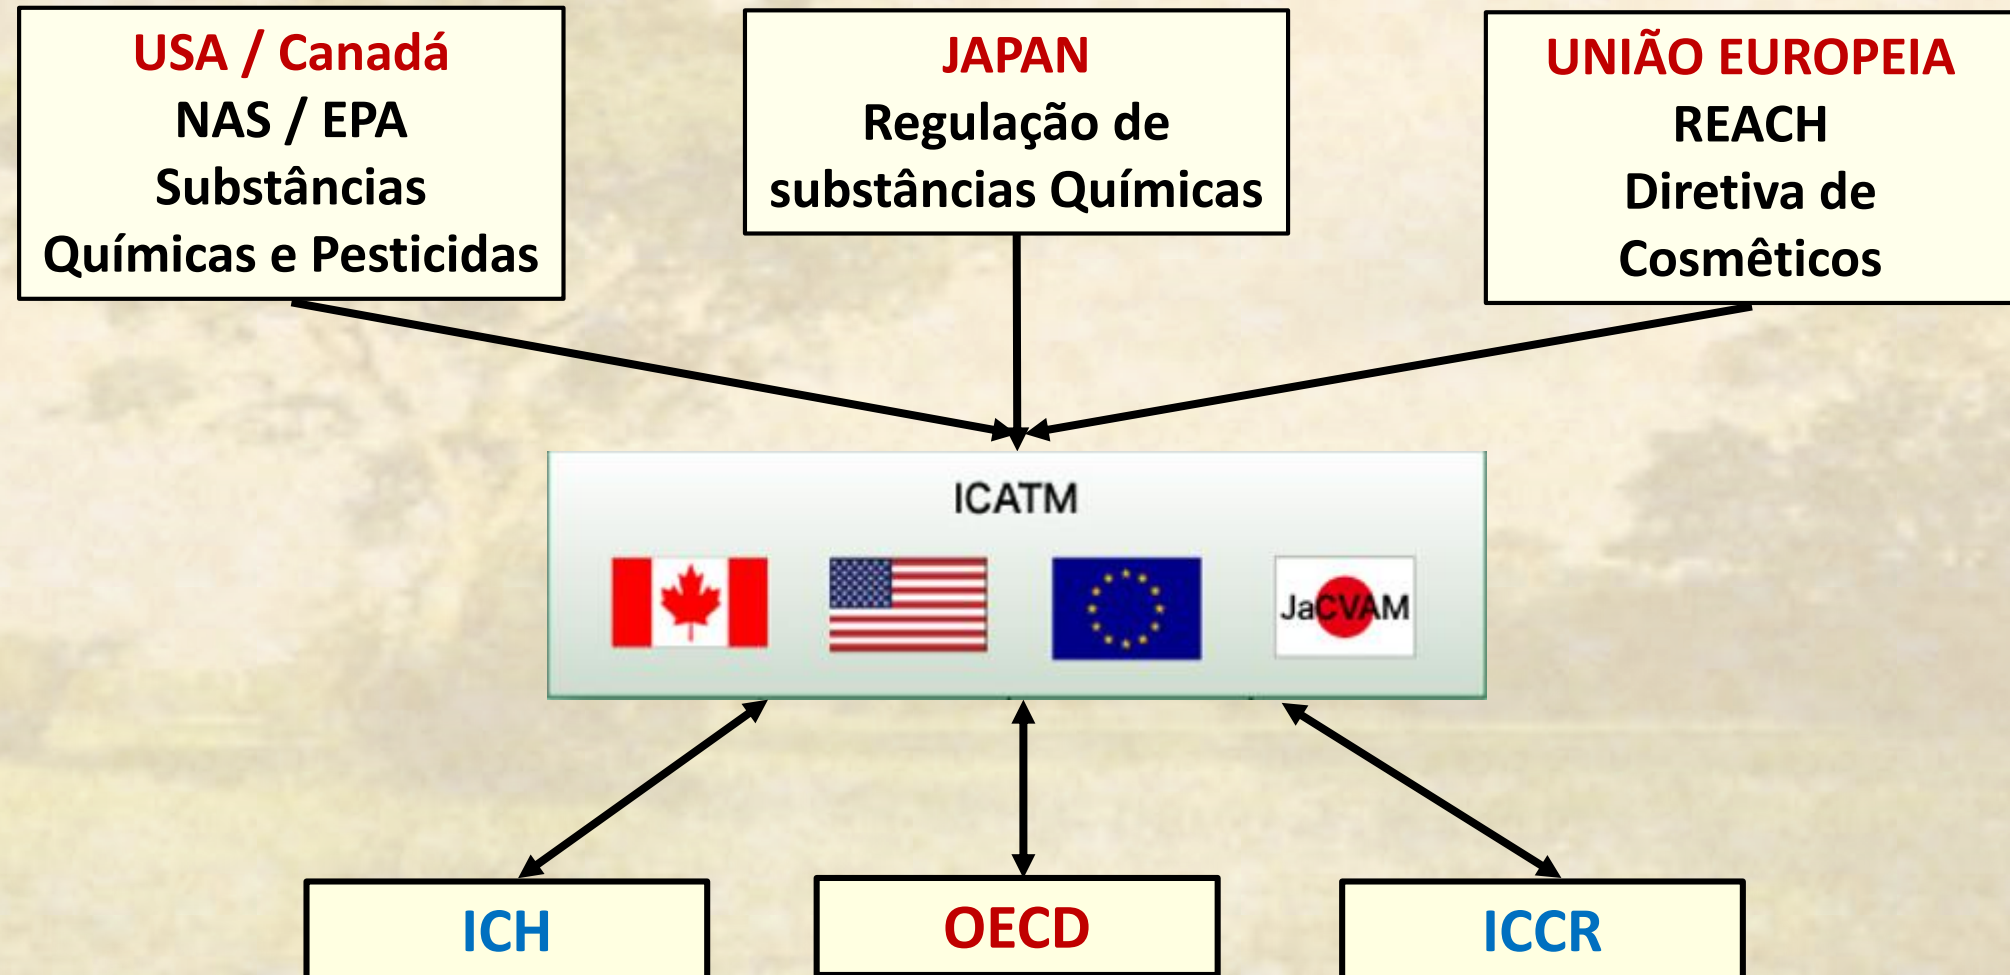 USA / Canadá
NAS / EPA
Substâncias
Químicas e Pesticidas
JAPAN
Regulação de
substâncias Químicas
UNIÃO EUROPEIA
REACH
Diretiva de
Cosmêticos
ICATM
JaCVAM
ICH
OECD
ICCR